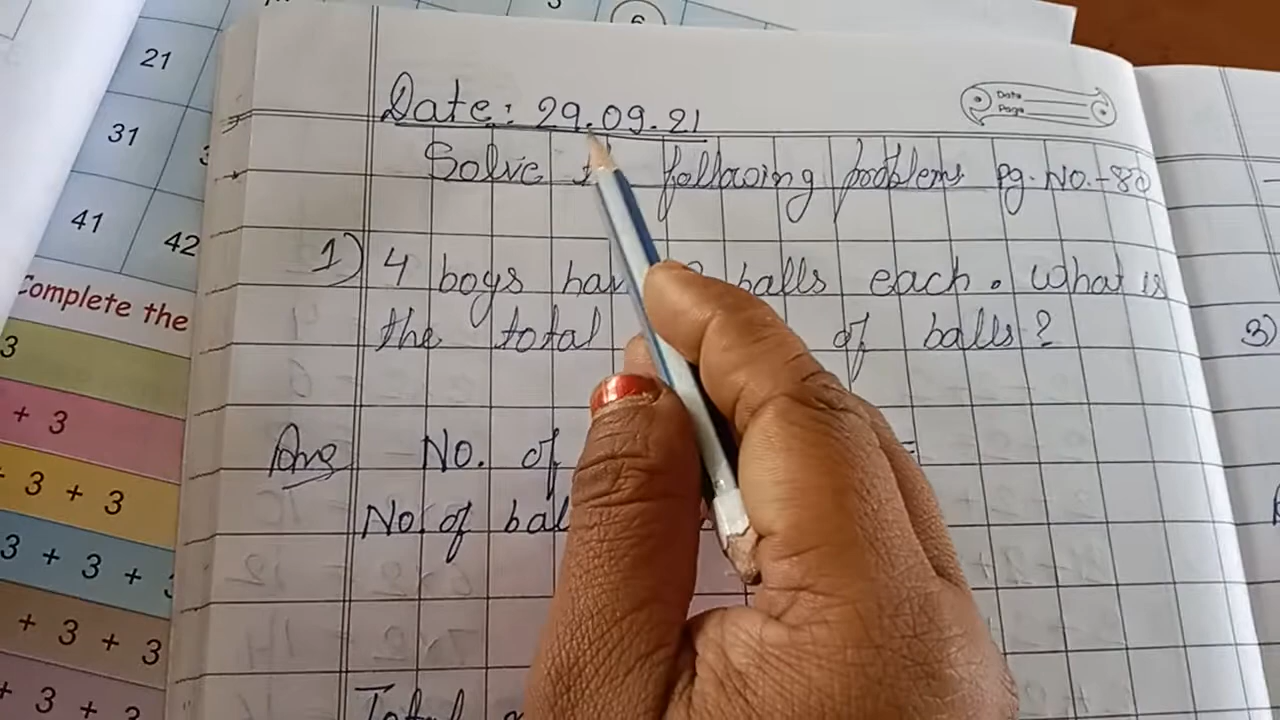 21
31
41 42
Complete the
3
+ 3
3 + 3
3 + 3 +
+ 3 + 3
+ 3 +
6
Date
Page
Date: 29.09.21
Solve following problems Pg. No.-80
1) 4 boys balls each. What is
the total of balls?
Ans No. of =
No. of
Total
3)